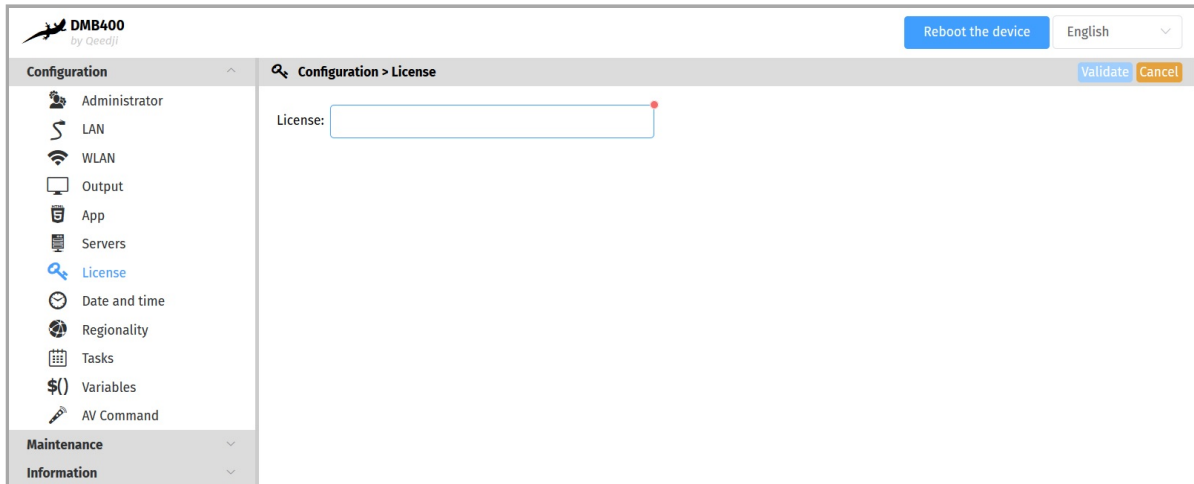 DMB400
by Qeedji
Reboot the device
English
Configuration
Configuration > License
Validate
Cancel
Administrator
License:
LAN
WLAN
Output
App
Servers
License
Date and time
Regionality
Tasks
$() Variables
AV Command
Maintenance
Information